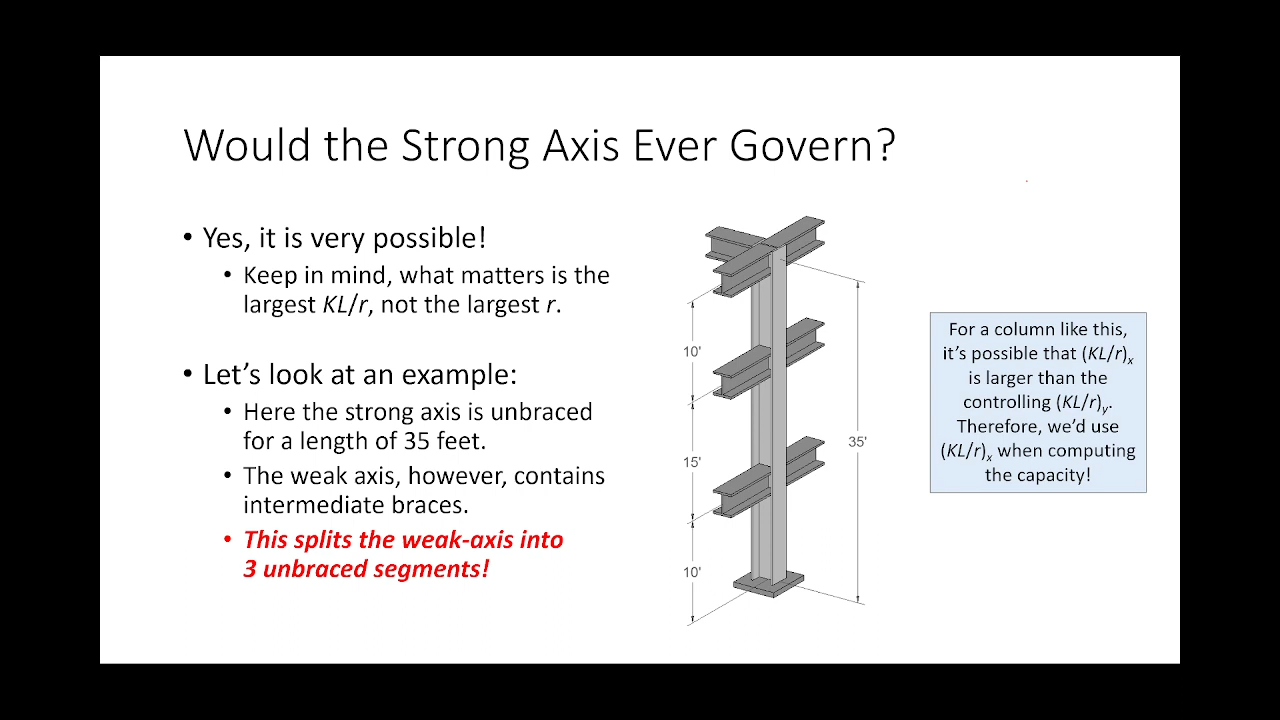 Would the Strong Axis Ever Govern?
• Yes, it is very possible!
• Keep in mind, what matters is the
largest KL/r, not the largest r.
• Let's look at an example:
• Here the strong axis is unbraced
for a length of 35 feet.
• The weak axis, however, contains
intermediate braces.
• This splits the weak-axis into
3 unbraced segments!
10'
15'
10'
35'
For a column like this,
it's possible that (KL/r)x
is larger than the
controlling (KL/r)y.
Therefore, we'd use
(KL/r)x when computing
the capacity!